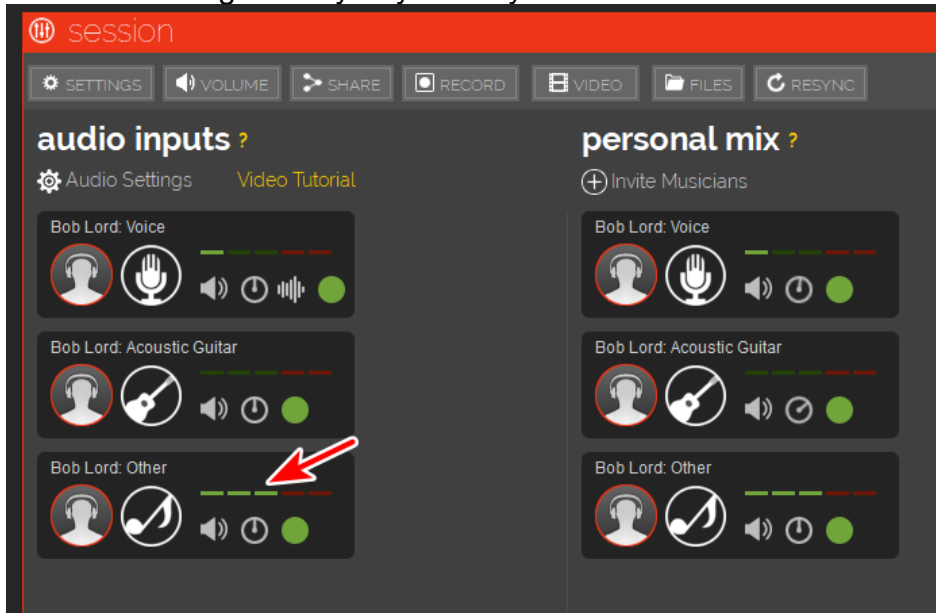 session
SETTINGS VOLUME SHARE RECORD VIDEO FILES RESYNC
audio inputs ?
Audio Settings Video Tutorial
Bob Lord: Voice
Bob Lord: Acoustic Guitar
Bob Lord: Other
personal mix ?
Invite Musicians
Bob Lord: Voice
Bob Lord: Acoustic Guitar
Bob Lord: Other